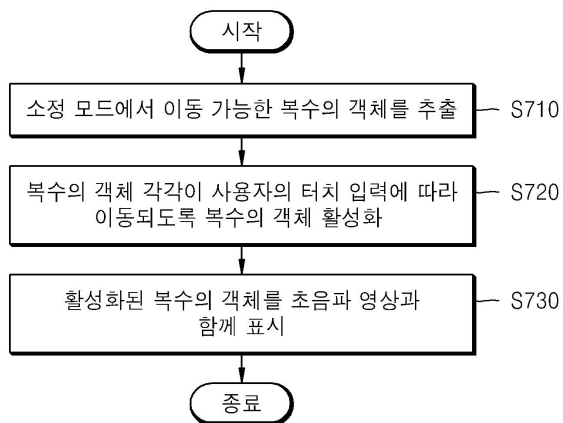 시작
소정 모드에서 이동 가능한 복수의 객체를 추출
S710
복수의 객체 각각이 사용자의 터치 입력에 따라
이동되도록 복수의 객체 활성화
S720
활성화된 복수의 객체를 초음파 영상과
함께 표시
S730
종료